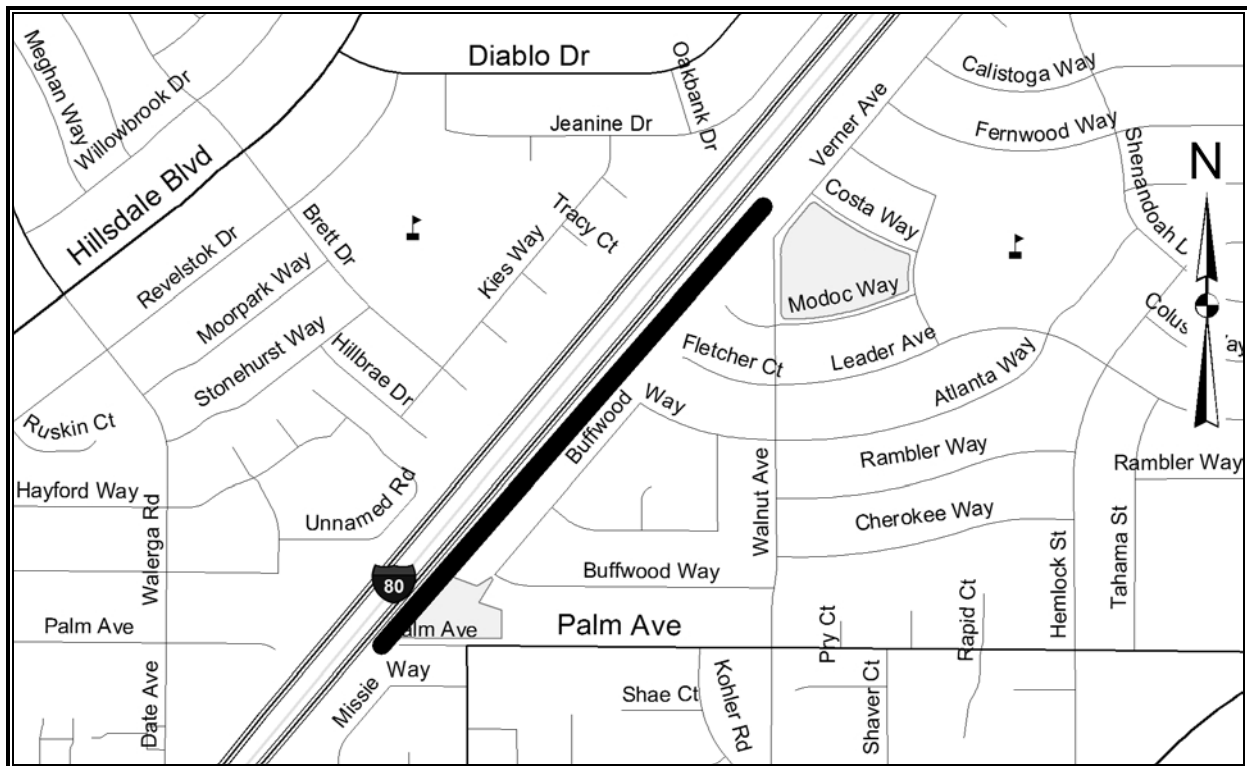 Diablo Dr
Meghan Way
Willowbrook Dr
Oakbank Dr
Calistoga Way
Verner Ave
Jeanine Dr
Fernwood Way
Shenandoah D
N
Hillsdale Blvd
Costa Way
Brett Dr
Tracy Ct
Kies Way
Revelstok Dr
Moorpark Way
Modoc Way
Colus
ay
Stonehurst Way
Hillbrae Dr
Fletcher Ct
Leader Ave
Atlanta Way
Buffwood Way
Ruskin Ct
Rambler Way
Rambler Way
Hayford Way
Unnamed Rd
Walerga Rd
Walnut Ave
Cherokee Way
Hemlock St
Tahama St
80
Buffwood Way
Palm Ave
alm Ave
Palm Ave
Pry Ct
Rapid Ct
Date Ave
Missie Way
Shae Ct
Kohler Rd
Shaver Ct